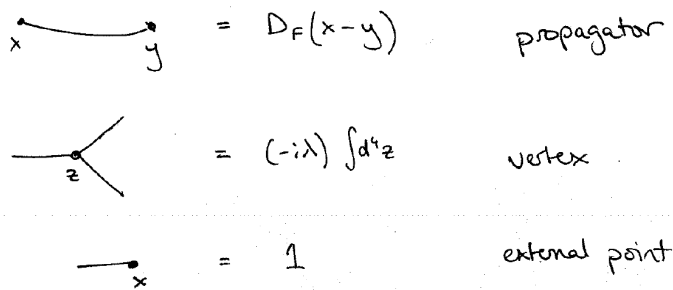 x y = D_F(x-y) propagator
z = (-iλ) ∫d⁴z vertex
x = 1 external point